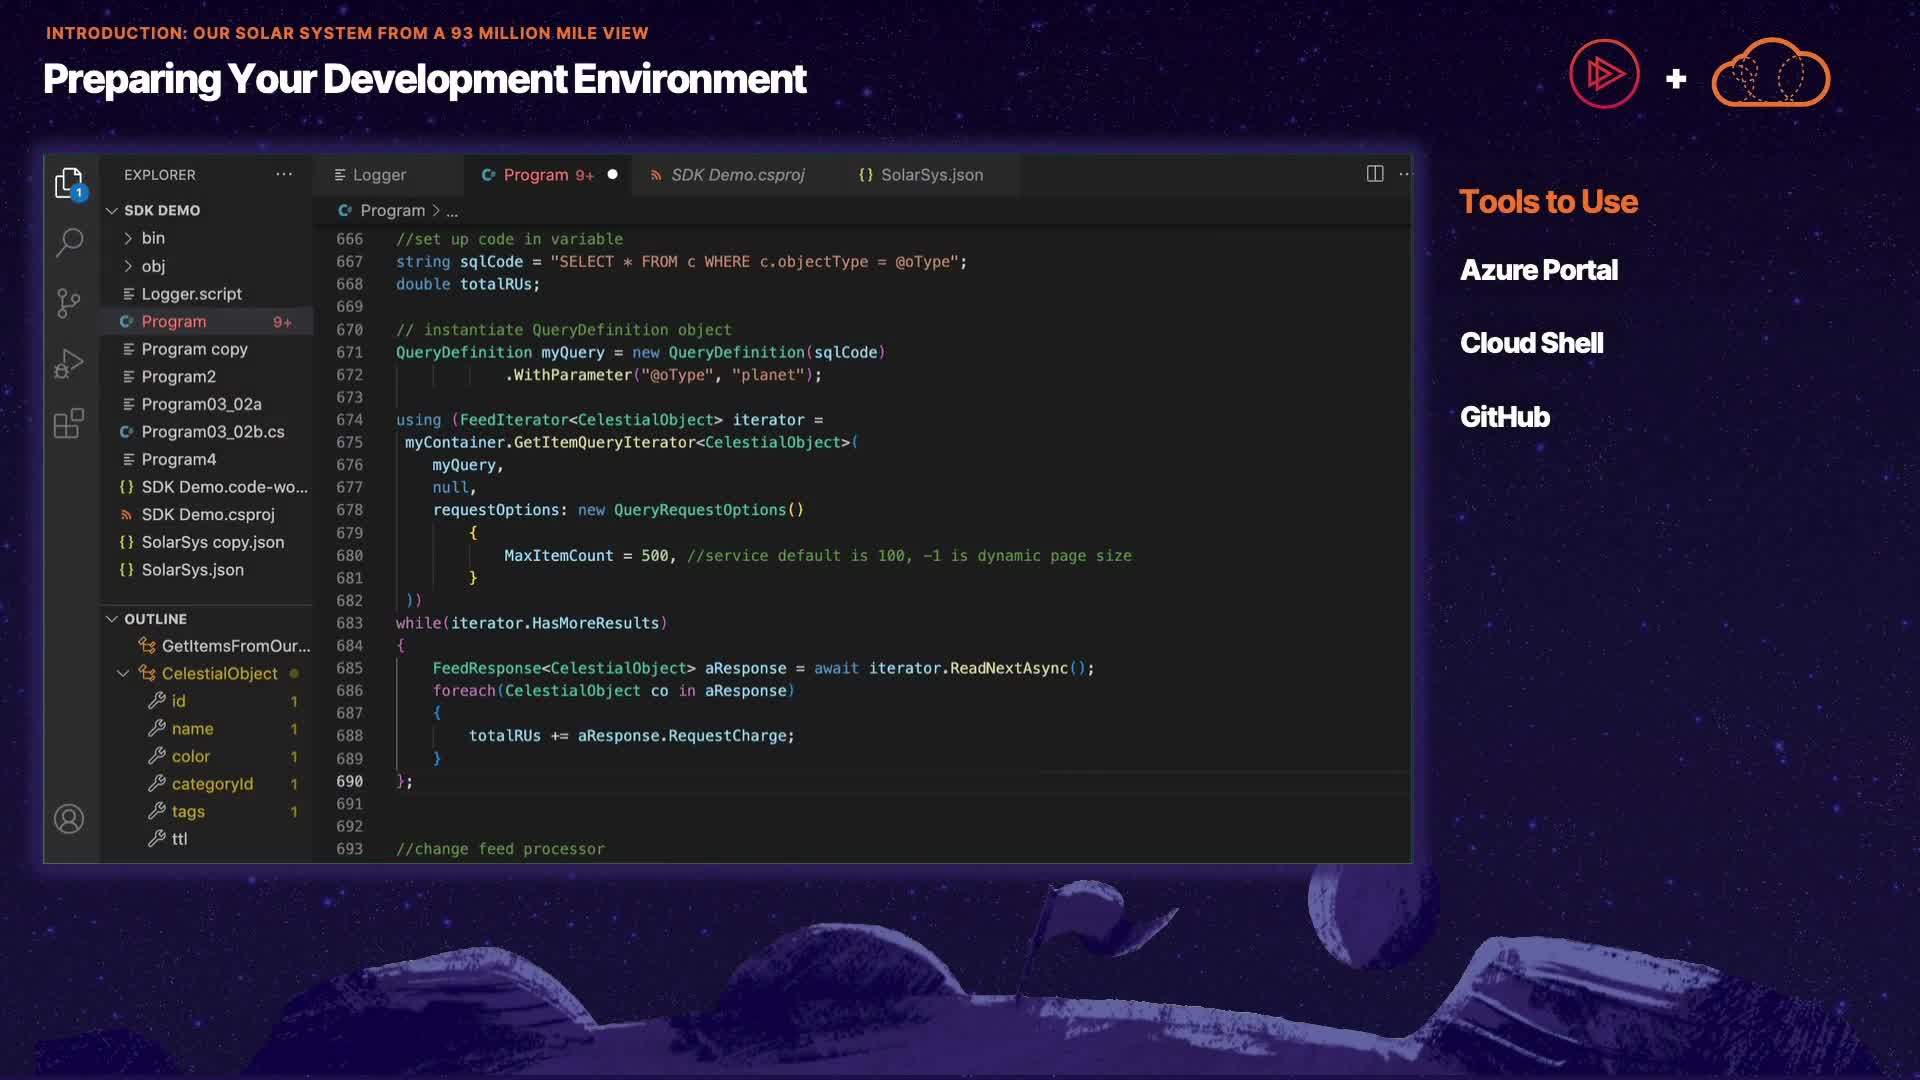 INTRODUCTION: OUR SOLAR SYSTEM FROM A 93 MILLION MILE VIEW
Preparing Your Development Environment
+
1
EXPLORER ...
SDK DEMO
bin
obj
Logger.script
Program 9+
Program copy
Program2
Program03_02a
Program03_02b.cs
Program4
SDK Demo.code-wo...
SDK Demo.csproj
SolarSys copy.json
SolarSys.json
OUTLINE
GetItemsFromOur...
CelestialObject
id 1
name 1
color 1
categoryId 1
tags 1
ttl
Logger Program 9+ SDK Demo.csproj SolarSys.json
Program > ...
666 //set up code in variable
667 string sqlCode = "SELECT * FROM c WHERE c.objectType = @oType";
668 double totalRUs;
669
670 // instantiate QueryDefinition object
671 QueryDefinition myQuery = new QueryDefinition(sqlCode)
672 .WithParameter("@oType", "planet");
673
674 using (FeedIterator<CelestialObject> iterator =
675 myContainer.GetItemQueryIterator<CelestialObject>(
676 myQuery,
677 null,
678 requestOptions: new QueryRequestOptions()
679 {
680 MaxItemCount = 500, //service default is 100, -1 is dynamic page size
681 }
682 ))
683 while(iterator.HasMoreResults)
684 {
685 FeedResponse<CelestialObject> aResponse = await iterator.ReadNextAsync();
686 foreach(CelestialObject co in aResponse)
687 {
688 totalRUs += aResponse.RequestCharge;
689 }
690 };
691
692
693 //change feed processor
Tools to Use
Azure Portal
Cloud Shell
GitHub